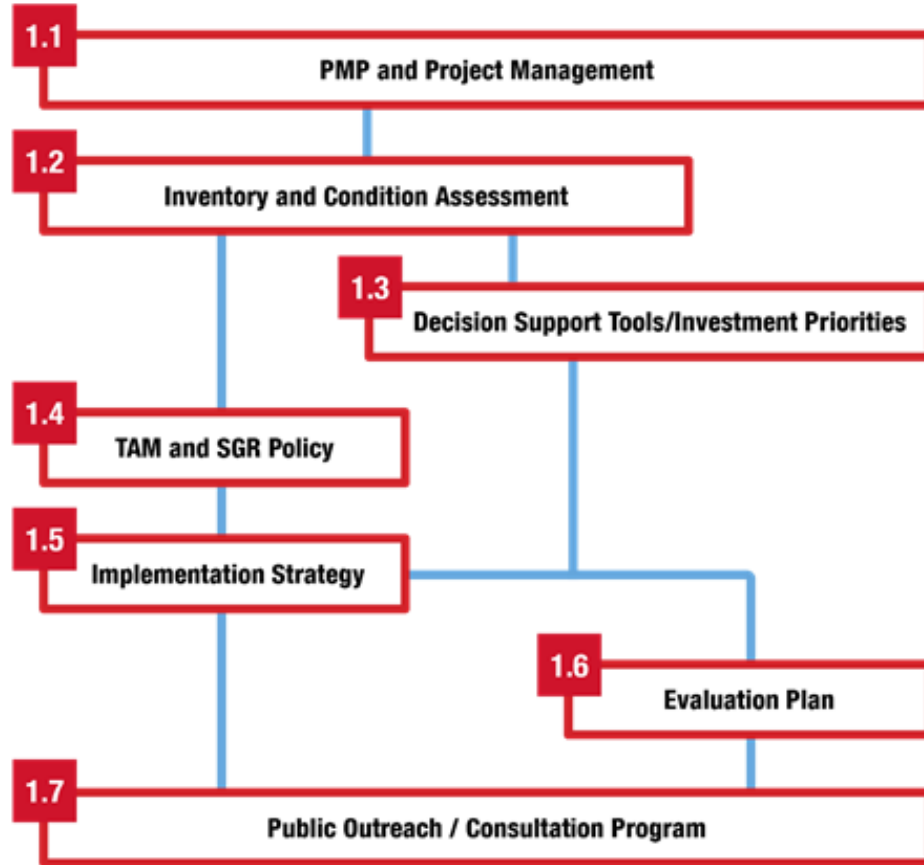 1.1
PMP and Project Management
1.2
Inventory and Condition Assessment
1.3
Decision Support Tools/Investment Priorities
1.4
TAM and SGR Policy
1.5
Implementation Strategy
1.6
Evaluation Plan
1.7
Public Outreach / Consultation Program